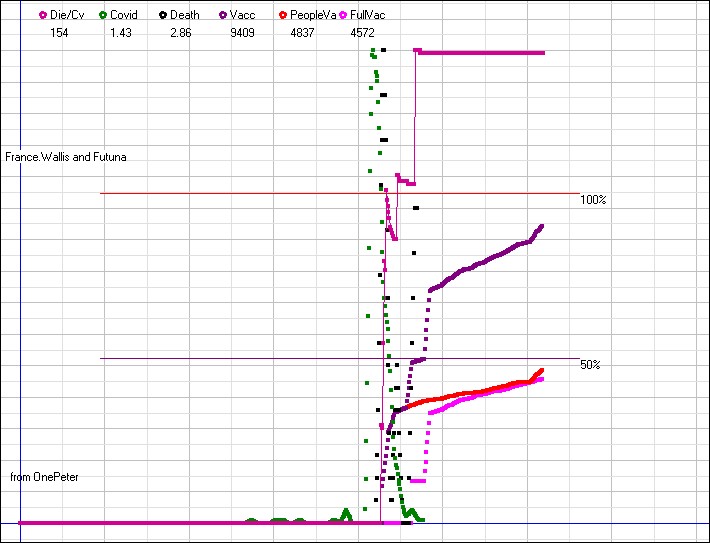 Die/Cv Covid Death Vacc PeopleVa FullVac
154 1.43 2.86 9409 4837 4572
France.Wallis and Futuna
100%
50%
from OnePeter